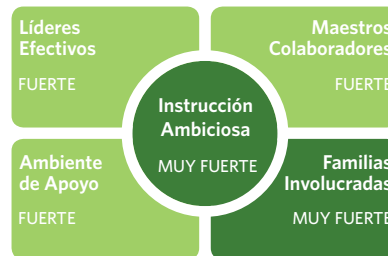 Líderes
Efectivos
FUERTE
Maestros
Colaboradores
FUERTE
Instrucción
Ambiciosa
MUY FUERTE
Ambiente
de Apoyo
FUERTE
Familias
Involucradas
MUY FUERTE